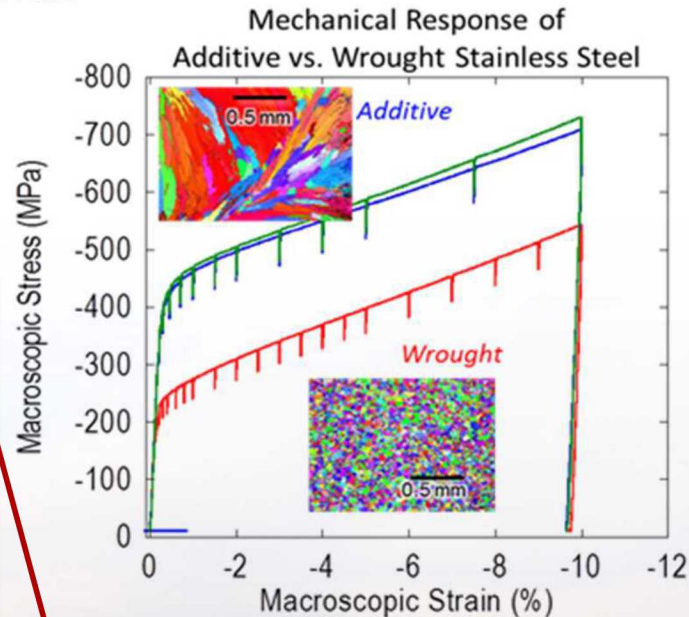 Mechanical Response of
Additive vs. Wrought Stainless Steel
-800
-700
-600
-500
-400
-300
-200
-100
0
Macroscopic Stress (MPa)
0.5 mm
Additive
Wrought
0.5 mm
0 -2 -4 -6 -8 -10 -12
Macroscopic Strain (%)